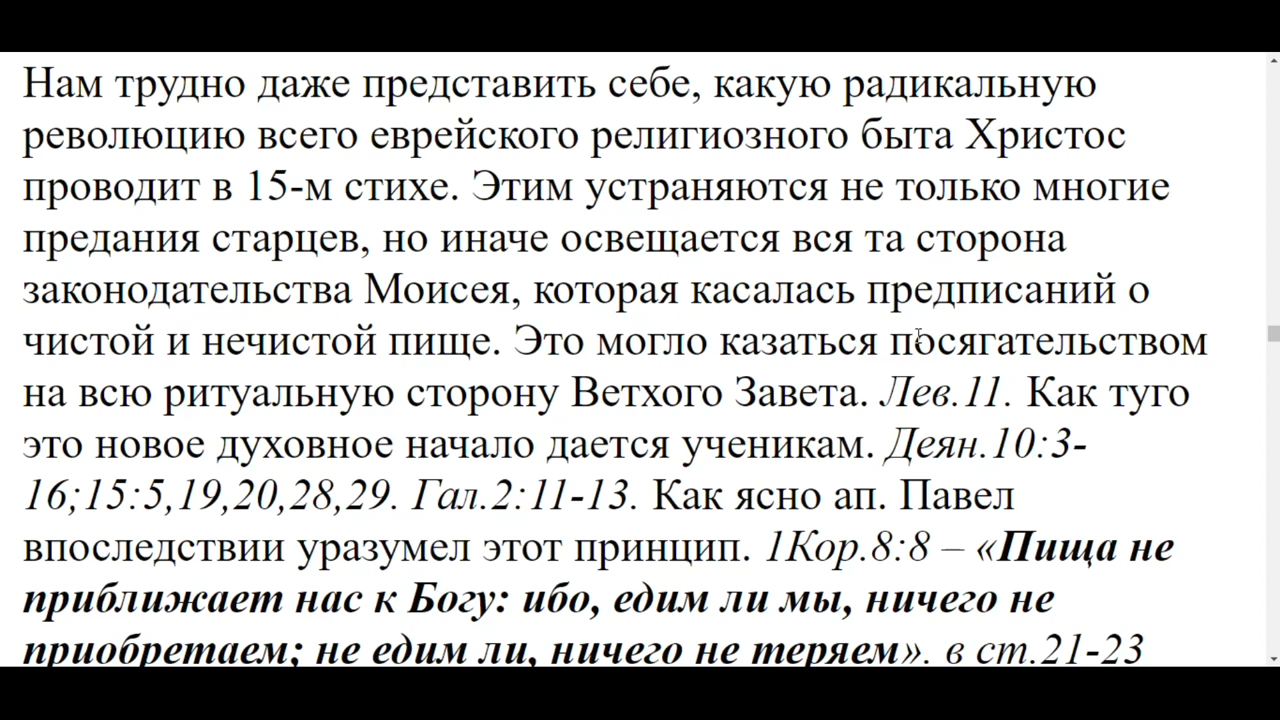 Нам трудно даже представить себе, какую радикальную
революцию всего еврейского религиозного быта Христос
проводит в 15-м стихе. Этим устраняются не только многие
предания старцев, но иначе освещается вся та сторона
законодательства Моисея, которая касалась предписаний о
чистой и нечистой пище. Это могло казаться посягательством
на всю ритуальную сторону Ветхого Завета. Лев.11. Как туго
это новое духовное начало дается ученикам. Деян.10:3-
16;15:5,19,20,28,29. Гал.2:11-13. Как ясно ап. Павел
впоследствии уразумел этот принцип. 1Кор.8:8 – «Пища не
приближает нас к Богу: ибо, едим ли мы, ничего не
приобретаем; не едим ли, ничего не теряем». в ст.21-23